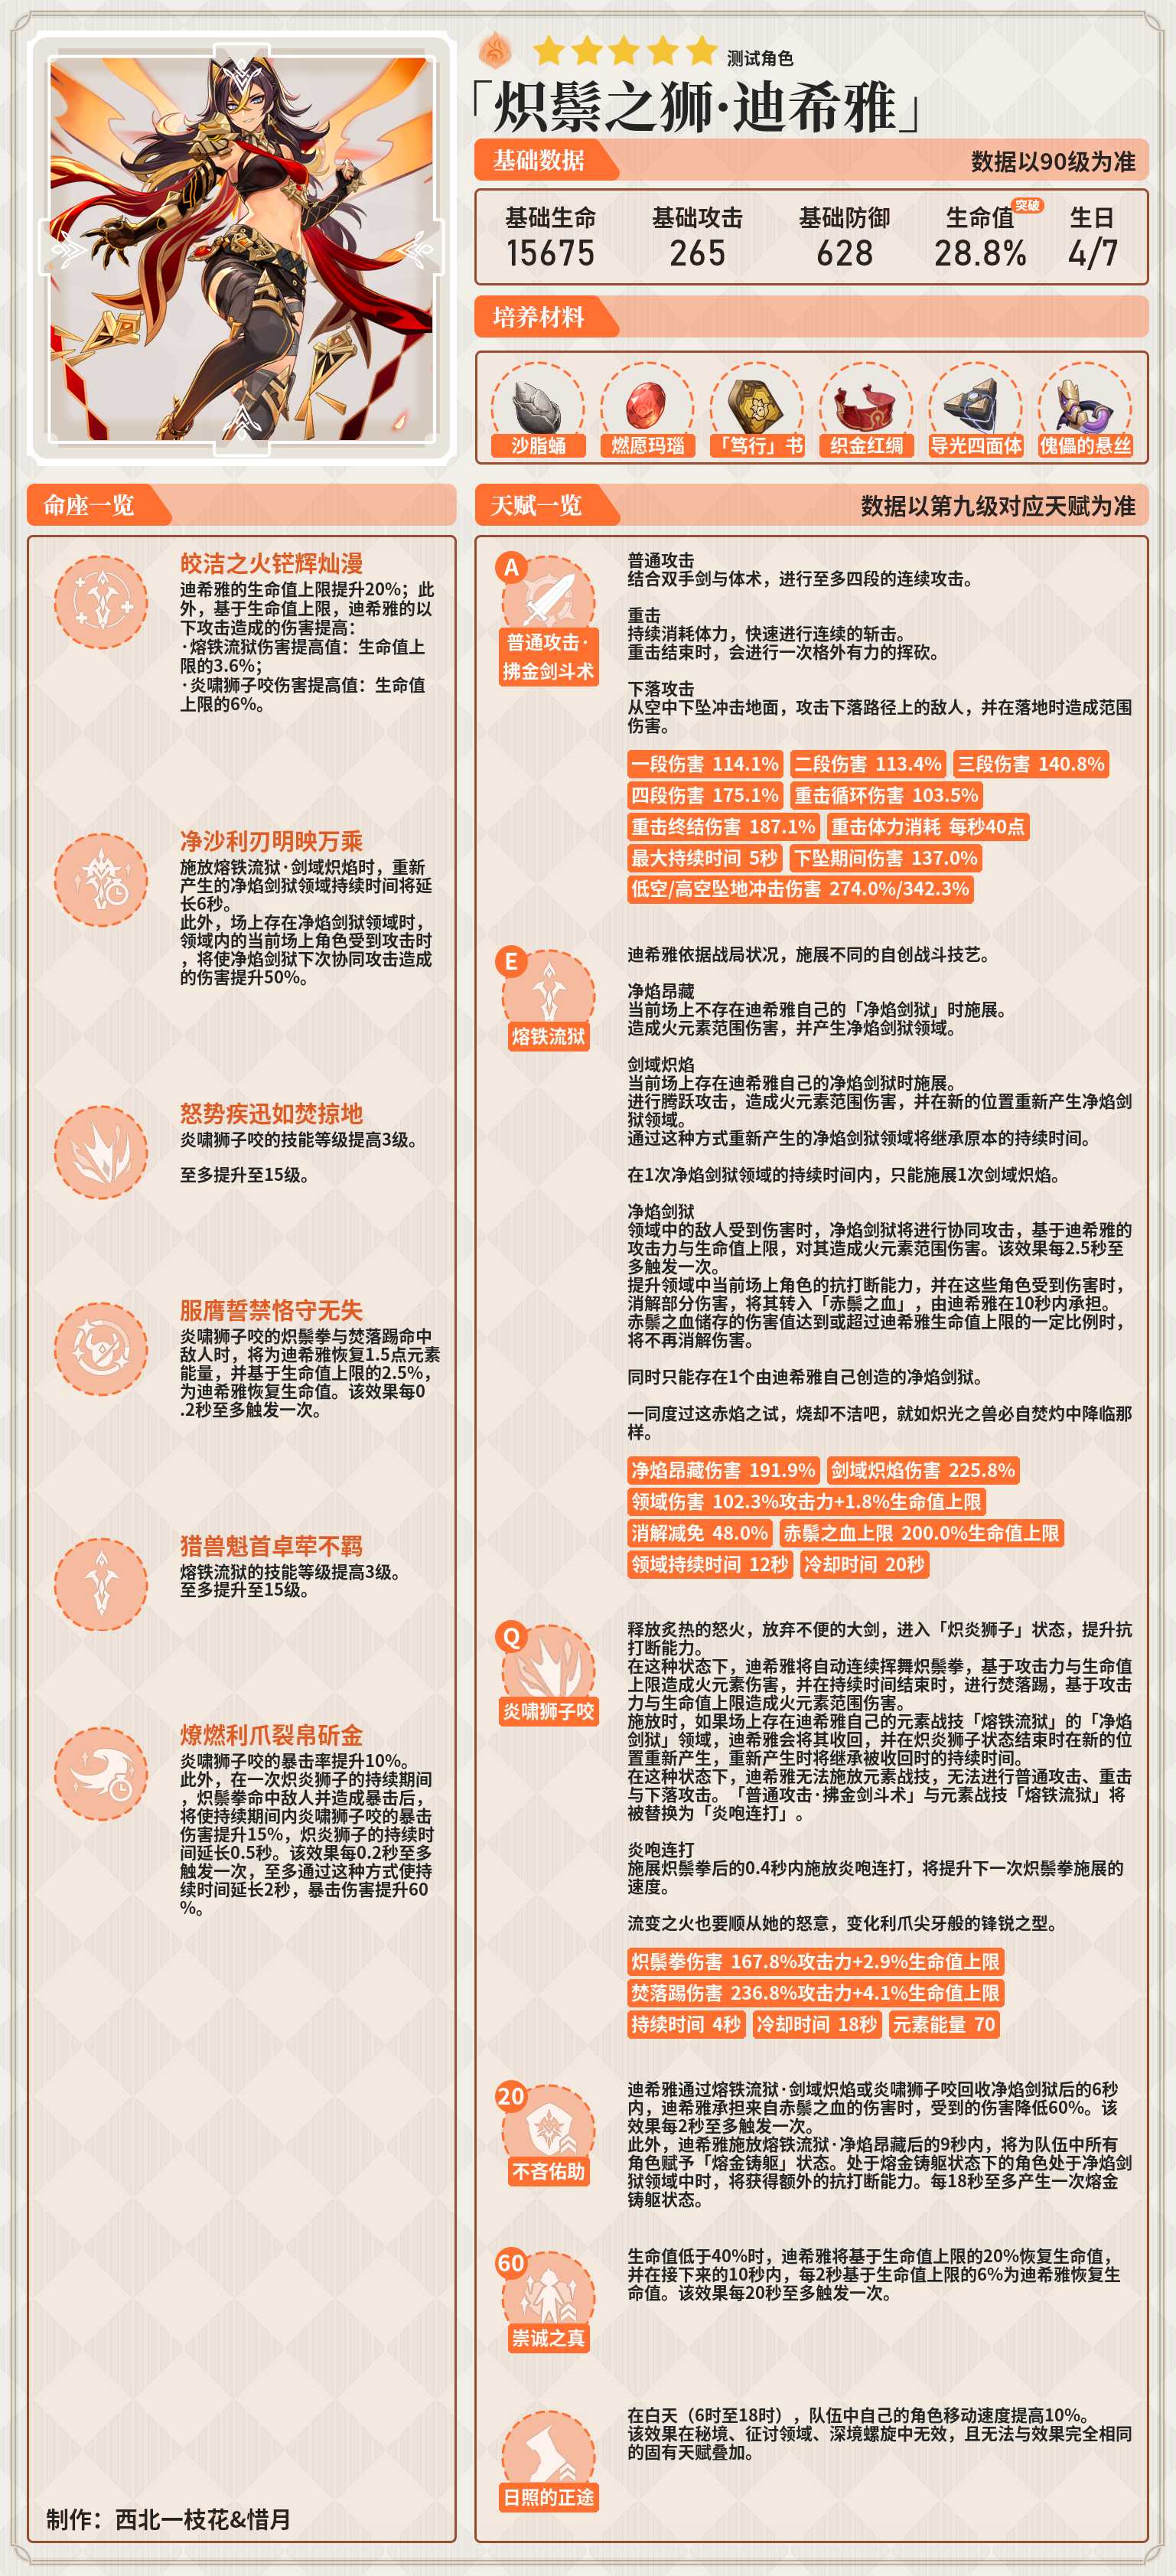 测试角色
「炽鬃之狮·迪希雅」
基础数据
数据以90级为准
基础生命
15675
基础攻击
265
基础防御
628
生命值
突破
28.8%
生日
4/7
培养材料
沙脂蛹
燃愿玛瑙
「笃行」书
织金红绸
导光四面体
傀儡的悬丝
命座一览
皎洁之火铓辉灿漫
迪希雅的生命值上限提升20%；此
外，基于生命值上限，迪希雅的以
下攻击造成的伤害提高：
·熔铁流狱伤害提高值：生命值上
限的3.6%；
·炎啸狮子咬伤害提高值：生命值
上限的6%。
净沙利刃明映万乘
施放熔铁流狱·剑域炽焰时，重新
产生的净焰剑狱领域持续时间将延
长6秒。
此外，场上存在净焰剑狱领域时，
领域内的当前场上角色受到攻击时
，将使净焰剑狱下次协同攻击造成
的伤害提升50%。
怒势疾迅如焚掠地
炎啸狮子咬的技能等级提高3级。
至多提升至15级。
服膺誓禁恪守无失
炎啸狮子咬的炽鬃拳与焚落踢命中
敌人时，将为迪希雅恢复1.5点元素
能量，并基于生命值上限的2.5%，
为迪希雅恢复生命值。该效果每0
.2秒至多触发一次。
猎兽魁首卓荦不羁
熔铁流狱的技能等级提高3级。
至多提升至15级。
燎燃利爪裂帛斫金
炎啸狮子咬的暴击率提升10%。
此外，在一次炽炎狮子的持续期间
，炽鬃拳命中敌人并造成暴击后，
将使持续期间内炎啸狮子咬的暴击
伤害提升15%，炽炎狮子的持续时
间延长0.5秒。该效果每0.2秒至多
触发一次，至多通过这种方式使持
续时间延长2秒，暴击伤害提升60
%。
制作：西北一枝花&惜月
天赋一览
数据以第九级对应天赋为准
A
普通攻击·
拂金剑斗术
普通攻击
结合双手剑与体术，进行至多四段的连续攻击。
重击
持续消耗体力，快速进行连续的斩击。
重击结束时，会进行一次格外有力的挥砍。
下落攻击
从空中下坠冲击地面，攻击下落路径上的敌人，并在落地时造成范围
伤害。
一段伤害 114.1% 二段伤害 113.4% 三段伤害 140.8%
四段伤害 175.1% 重击循环伤害 103.5%
重击终结伤害 187.1% 重击体力消耗 每秒40点
最大持续时间 5秒 下坠期间伤害 137.0%
低空/高空坠地冲击伤害 274.0%/342.3%
E
熔铁流狱
迪希雅依据战局状况，施展不同的自创战斗技艺。
净焰昂藏
当前场上不存在迪希雅自己的「净焰剑狱」时施展。
造成火元素范围伤害，并产生净焰剑狱领域。
剑域炽焰
当前场上存在迪希雅自己的净焰剑狱时施展。
进行腾跃攻击，造成火元素范围伤害，并在新的位置重新产生净焰剑
狱领域。
通过这种方式重新产生的净焰剑狱领域将继承原本的持续时间。
在1次净焰剑狱领域的持续时间内，只能施展1次剑域炽焰。
净焰剑狱
领域中的敌人受到伤害时，净焰剑狱将进行协同攻击，基于迪希雅的
攻击力与生命值上限，对其造成火元素范围伤害。该效果每2.5秒至
多触发一次。
提升领域中当前场上角色的抗打断能力，并在这些角色受到伤害时，
消解部分伤害，将其转入「赤鬃之血」，由迪希雅在10秒内承担。
赤鬃之血储存的伤害值达到或超过迪希雅生命值上限的一定比例时，
将不再消解伤害。
同时只能存在1个由迪希雅自己创造的净焰剑狱。
一同度过这赤焰之试，烧却不洁吧，就如炽光之兽必自焚灼中降临那
样。
净焰昂藏伤害 191.9% 剑域炽焰伤害 225.8%
领域伤害 102.3%攻击力+1.8%生命值上限
消解减免 48.0% 赤鬃之血上限 200.0%生命值上限
领域持续时间 12秒 冷却时间 20秒
Q
炎啸狮子咬
释放炙热的怒火，放弃不便的大剑，进入「炽炎狮子」状态，提升抗
打断能力。
在这种状态下，迪希雅将自动连续挥舞炽鬃拳，基于攻击力与生命值
上限造成火元素伤害，并在持续时间结束时，进行焚落踢，基于攻击
力与生命值上限造成火元素范围伤害。
施放时，如果场上存在迪希雅自己的元素战技「熔铁流狱」的「净焰
剑狱」领域，迪希雅会将其收回，并在炽炎狮子状态结束时在新的位
置重新产生，重新产生时将继承被收回时的持续时间。
在这种状态下，迪希雅无法施放元素战技，无法进行普通攻击、重击
与下落攻击。「普通攻击·拂金剑斗术」与元素战技「熔铁流狱」将
被替换为「炎咆连打」。
炎咆连打
施展炽鬃拳后的0.4秒内施放炎咆连打，将提升下一次炽鬃拳施展的
速度。
流变之火也要顺从她的怒意，变化利爪尖牙般的锋锐之型。
炽鬃拳伤害 167.8%攻击力+2.9%生命值上限
焚落踢伤害 236.8%攻击力+4.1%生命值上限
持续时间 4秒 冷却时间 18秒 元素能量 70
20
不吝佑助
迪希雅通过熔铁流狱·剑域炽焰或炎啸狮子咬回收净焰剑狱后的6秒
内，迪希雅承担来自赤鬃之血的伤害时，受到的伤害降低60%。该
效果每2秒至多触发一次。
此外，迪希雅施放熔铁流狱·净焰昂藏后的9秒内，将为队伍中所有
角色赋予「熔金铸躯」状态。处于熔金铸躯状态下的角色处于净焰剑
狱领域中时，将获得额外的抗打断能力。每18秒至多产生一次熔金
铸躯状态。
60
崇诚之真
生命值低于40%时，迪希雅将基于生命值上限的20%恢复生命值，
并在接下来的10秒内，每2秒基于生命值上限的6%为迪希雅恢复生
命值。该效果每20秒至多触发一次。
日照的正途
在白天（6时至18时），队伍中自己的角色移动速度提高10%。
该效果在秘境、征讨领域、深境螺旋中无效，且无法与效果完全相同
的固有天赋叠加。